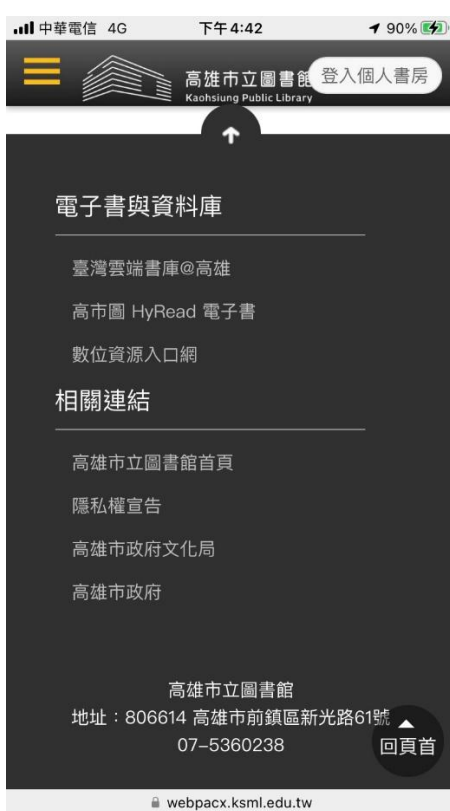 中華電信 4G 下午4:42 90%
高雄市立圖書館 登入個人書房
Kaohsiung Public Library
電子書與資料庫
臺灣雲端書庫@高雄
高市圖 HyRead 電子書
數位資源入口網
相關連結
高雄市立圖書館首頁
隱私權宣告
高雄市政府文化局
高雄市政府
高雄市立圖書館
地址：806614 高雄市前鎮區新光路61號
07-5360238
回頁首
webpacx.ksml.edu.tw